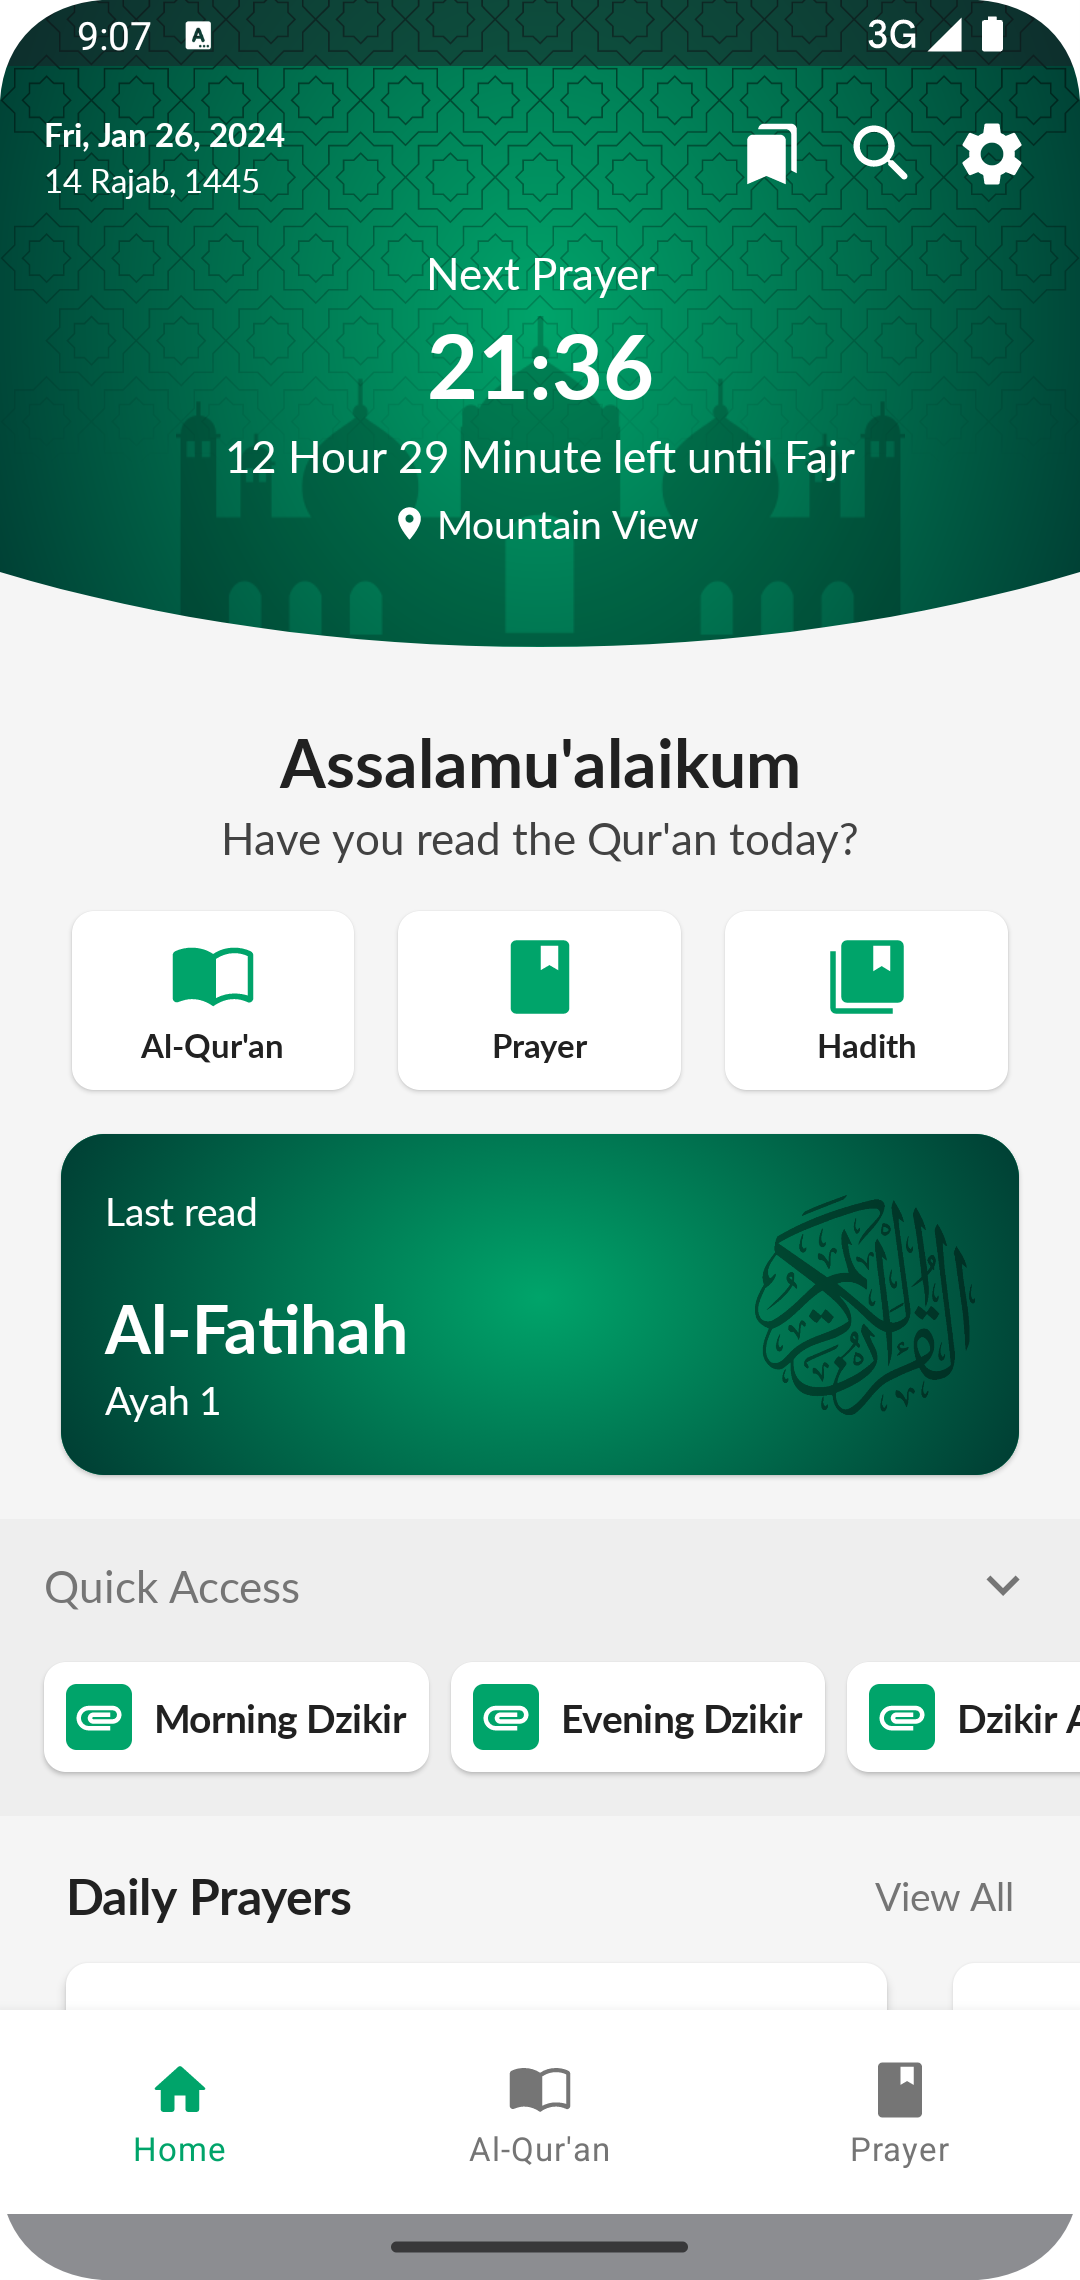 9:07
3G
Fri, Jan 26, 2024
14 Rajab, 1445
Next Prayer
21:36
12 Hour 29 Minute left until Fajr
Mountain View
Assalamu'alaikum
Have you read the Qur'an today?
Al-Qur'an
Prayer
Hadith
Last read
Al-Fatihah
Ayah 1
القرآن الكريم
Quick Access
Morning Dzikir
Evening Dzikir
Dzikir A
Daily Prayers
View All
Home
Al-Qur'an
Prayer